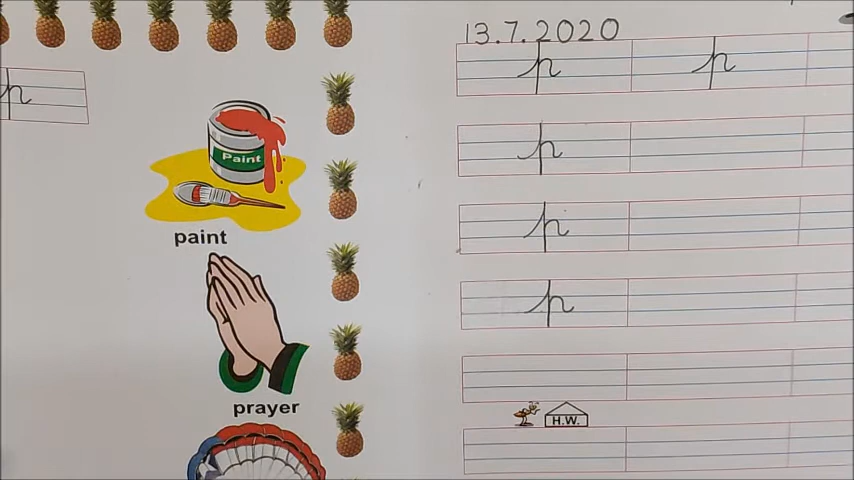 p
Paint
paint
prayer
13.7.2020
p p
p
p
p
H.W.